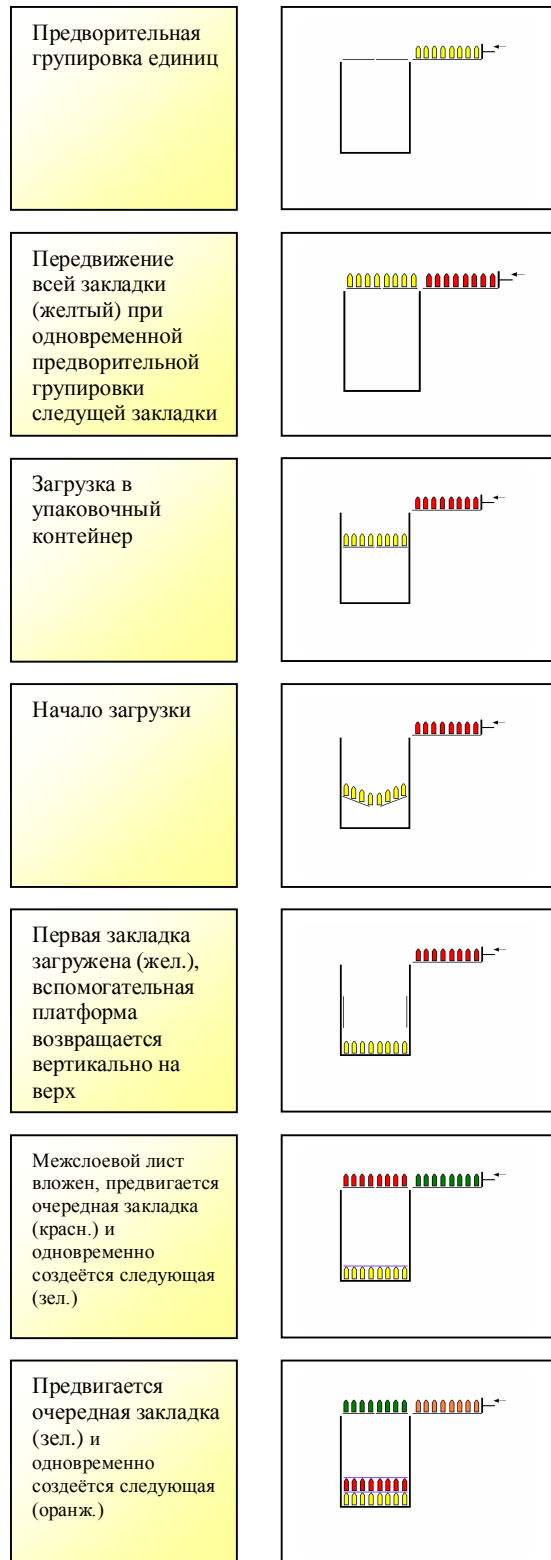 Предворительная
групировка единиц
Передвижение
всей закладки
(желтый) при
одновременной
предворительной
групировки
следущей закладки
Загрузка в
упаковочный
контейнер
Начало загрузки
Первая закладка
загружена (жел.),
вспомогательная
платформа
возвращается
вертикально на
верх
Межслоевой лист
вложен, предвигается
очередная закладка
(красн.) и
одновременно
создеётся следующая
(зел.)
Предвигается
очередная закладка
(зел.) и
одновременно
создеётся следующая
(оранж.)